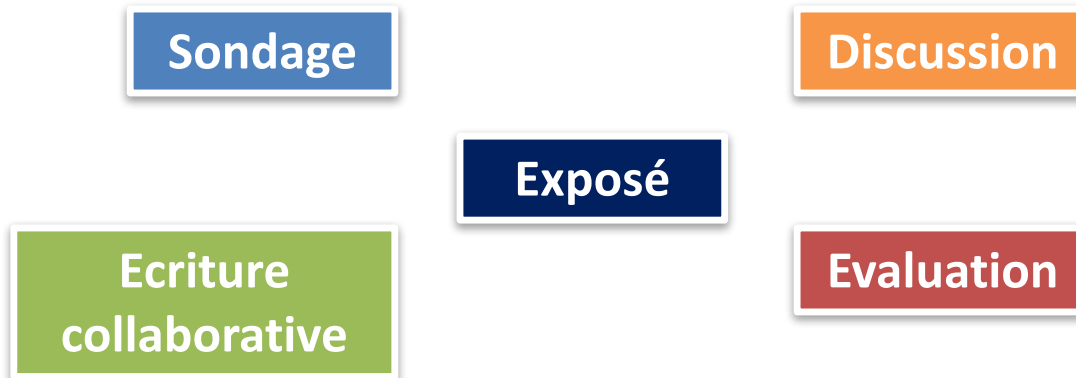 Sondage
Discussion
Exposé
Ecriture
collaborative
Evaluation